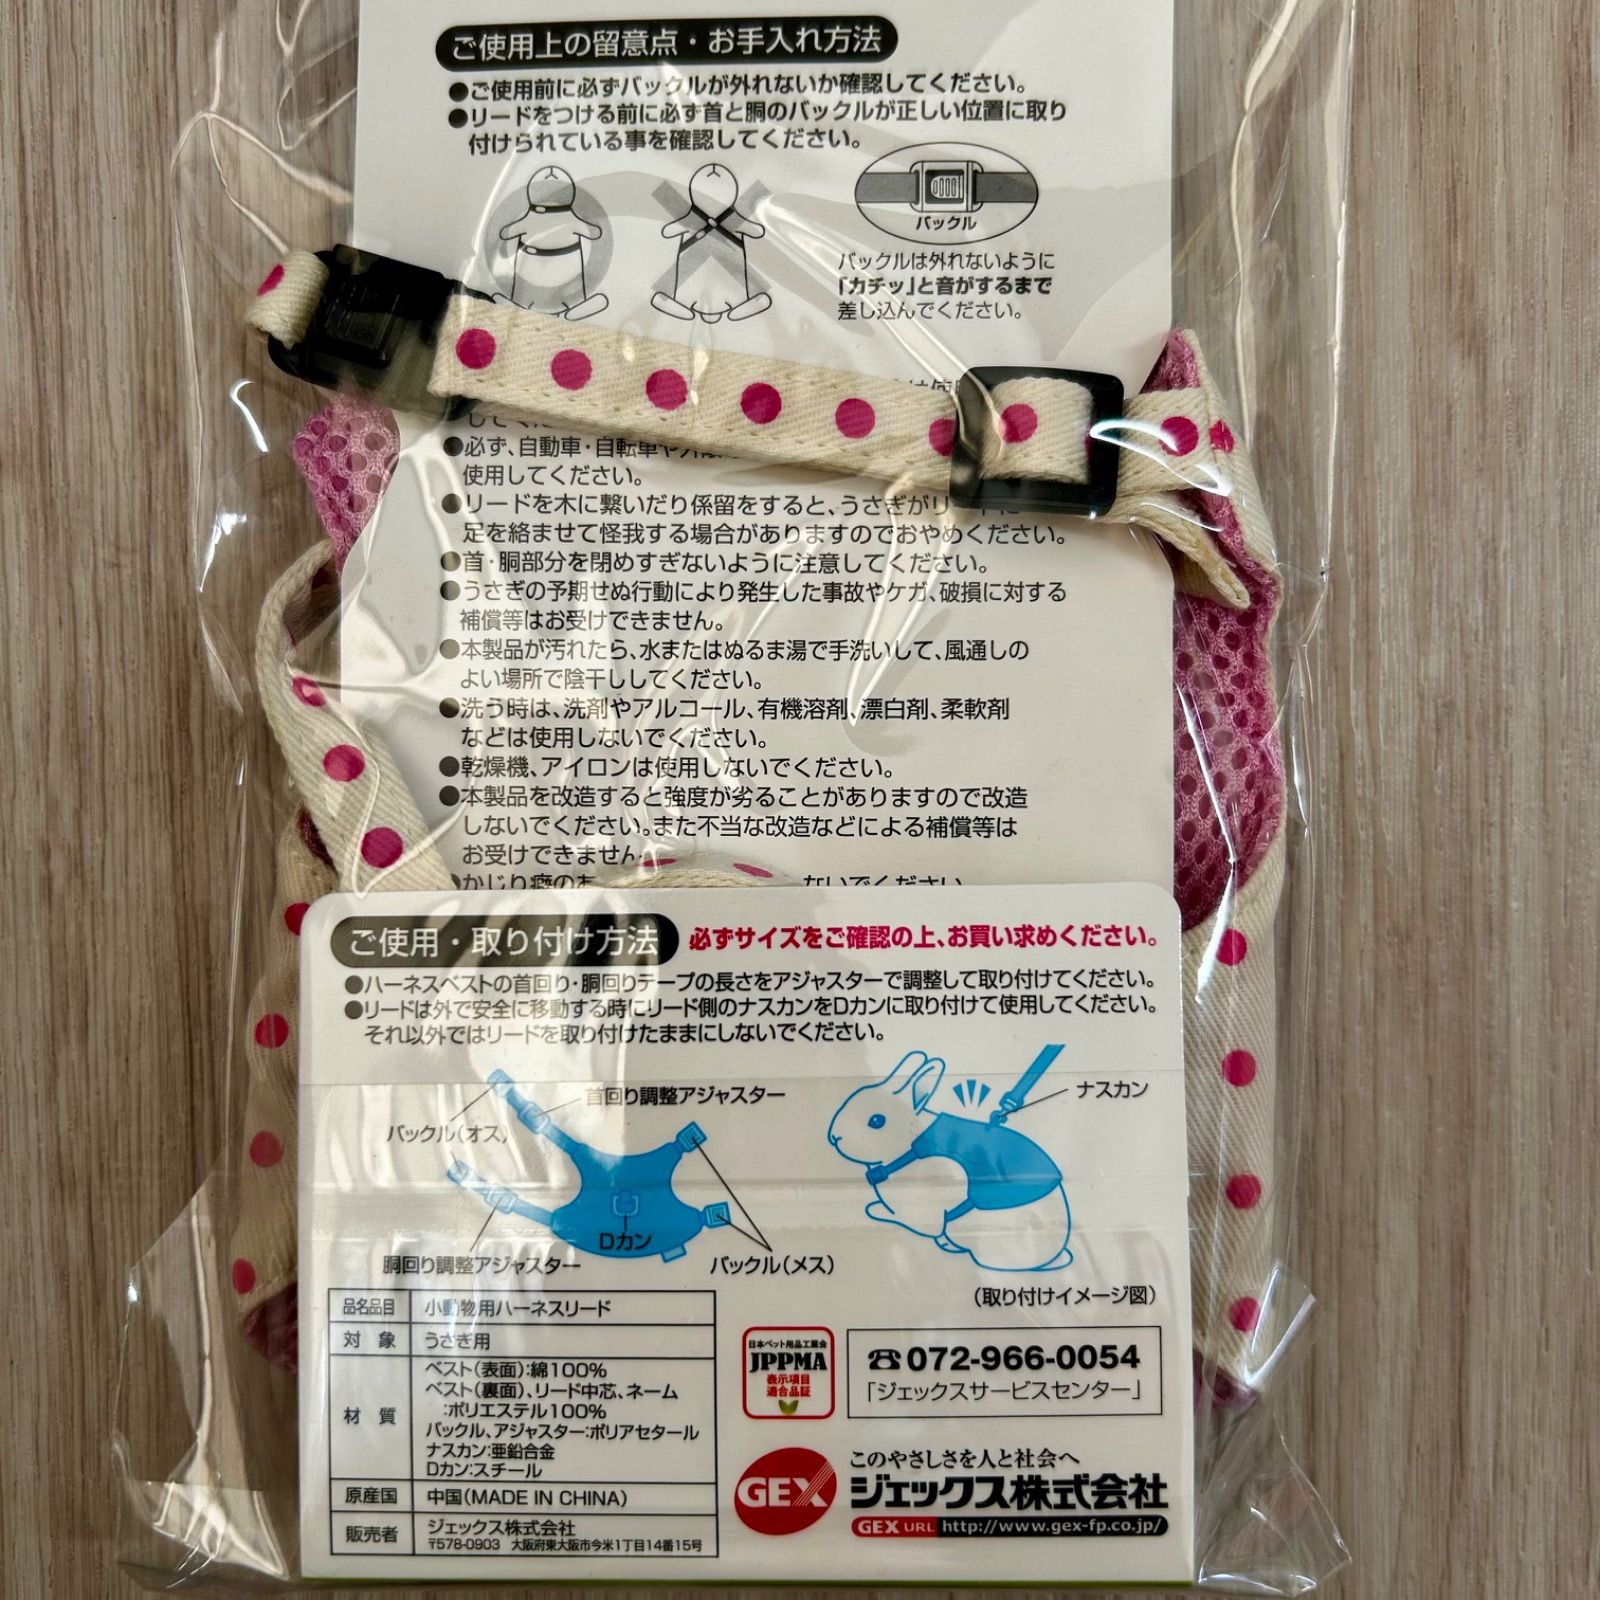 ご使用上の留意点・お手入れ方法
●ご使用前に必ずバックルが外れないか確認してください。
●リードをつける前に必ず首と胴のバックルが正しい位置に取り
付けられている事を確認してください。
バックル
バックルは外れないように
「カチッ」と音がするまで
差し込んでください。
●必ず、自動車・自転車や
使用してください。
●リードを木に繋いだり係留をすると、うさぎがリードに
足を絡ませて怪我する場合がありますのでおやめください。
●首・胴部分を閉めすぎないように注意してください。
●うさぎの予期せぬ行動により発生した事故やケガ、破損に対する
補償等はお受けできません。
●本製品が汚れたら、水またはぬるま湯で手洗いして、風通しの
よい場所で陰干ししてください。
●洗う時は、洗剤やアルコール、有機溶剤、漂白剤、柔軟剤
などは使用しないでください。
●乾燥機、アイロンは使用しないでください。
●本製品を改造すると強度が劣ることがありますので改造
しないでください。また不当な改造などによる補償等は
お受けできません
かじり癖の ないでください
ご使用・取り付け方法 必ずサイズをご確認の上、お買い求めください。
●ハーネスベストの首回り・胴回りテープの長さをアジャスターで調整して取り付けてください。
●リードは外で安全に移動する時にリード側のナスカンをDカンに取り付けて使用してください。
それ以外ではリードを取り付けたままにしないでください。
首回り調整アジャスター
ナスカン
バックル(オス)
Dカン
胴回り調整アジャスター
バックル(メス)
(取り付けイメージ図)
品名品目 小動物用ハーネスリード
対 象 うさぎ用
材 質 ベスト(表面):綿100%
ベスト(裏面)、リード中芯、ネーム
:ポリエステル100%
バックル、アジャスター:ポリアセタール
ナスカン:亜鉛合金
Dカン:スチール
原産国 中国(MADE IN CHINA)
販売者 ジェックス株式会社
〒578-0903 大阪府東大阪市今米1丁目14番15号
日本ペット用品工業会
JPPMA
表示項目
適合品証
☎072-966-0054
「ジェックスサービスセンター」
GEX
このやさしさを人と社会へ
ジェックス株式会社
GEX URL http://www.gex-fp.co.jp/